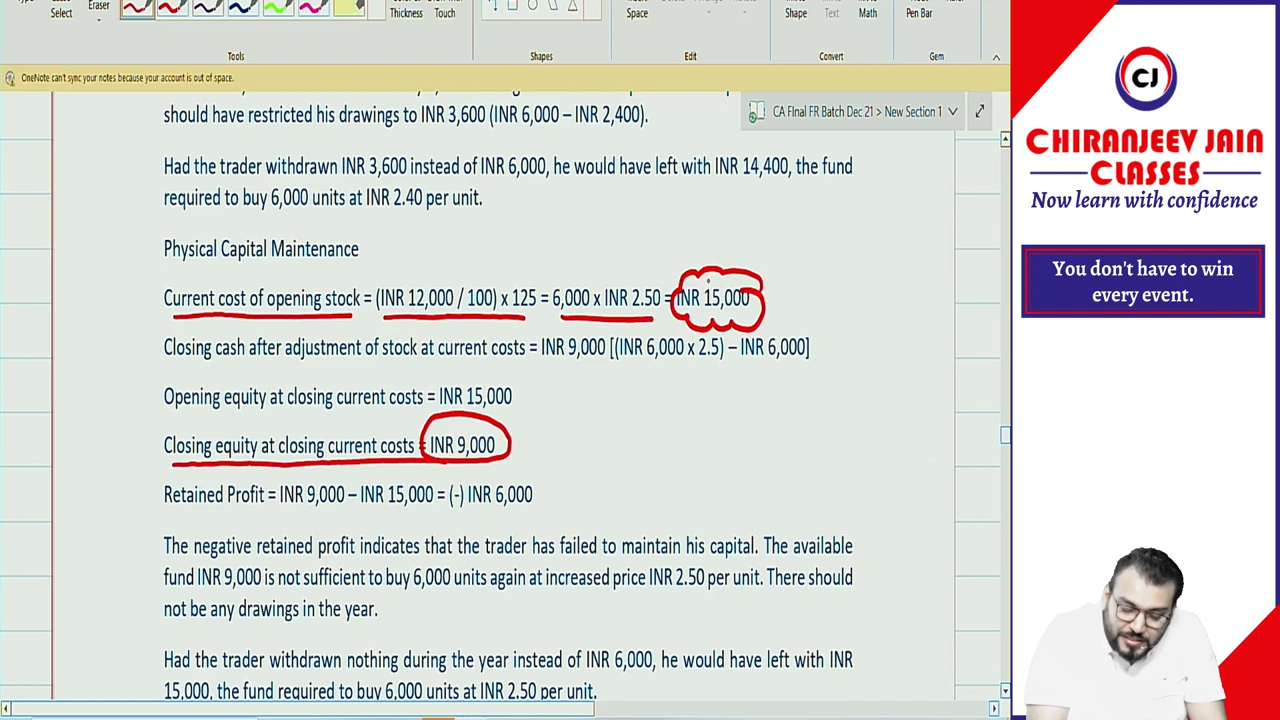 Eraser
Select
Thickness
Touch
Space
Shape
Text
Math
Pen Bar
Tools
Shapes
Edit
Convert
Gem
OneNote can't sync your notes because your account is out of space.
should have restricted his drawings to INR 3,600 (INR 6,000 – INR 2,400).
CA FInal FR Batch Dec 21 > New Section 1
Had the trader withdrawn INR 3,600 instead of INR 6,000, he would have left with INR 14,400, the fund
required to buy 6,000 units at INR 2.40 per unit.
Physical Capital Maintenance
Current cost of opening stock = (INR 12,000 / 100) x 125 = 6,000 x INR 2.50 = INR 15,000
Closing cash after adjustment of stock at current costs = INR 9,000 [(INR 6,000 x 2.5) – INR 6,000]
Opening equity at closing current costs = INR 15,000
Closing equity at closing current costs = INR 9,000
Retained Profit = INR 9,000 – INR 15,000 = (-) INR 6,000
The negative retained profit indicates that the trader has failed to maintain his capital. The available
fund INR 9,000 is not sufficient to buy 6,000 units again at increased price INR 2.50 per unit. There should
not be any drawings in the year.
Had the trader withdrawn nothing during the year instead of INR 6,000, he would have left with INR
15,000, the fund required to buy 6,000 units at INR 2.50 per unit.
CJ
CHIRANJEEV JAIN
CLASSES
Now learn with confidence
You don't have to win
every event.